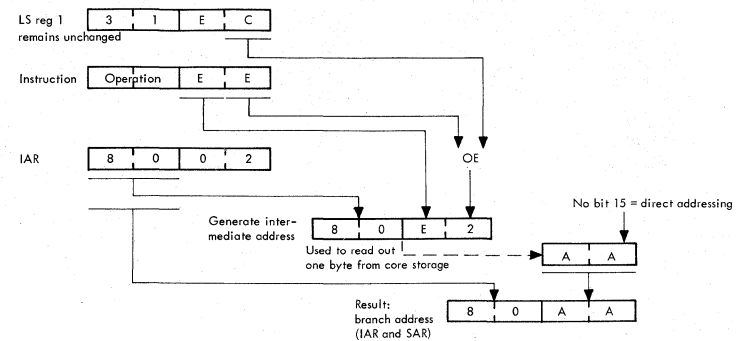 LS reg 1 3 1 E C
remains unchanged
Instruction Operation E E
IAR 8 0 0 2
OE
No bit 15 = direct addressing
Generate inter-
mediate address
8 0 E 2
Used to read out
one byte from core storage
A A
Result:
branch address
(IAR and SAR)
8 0 A A